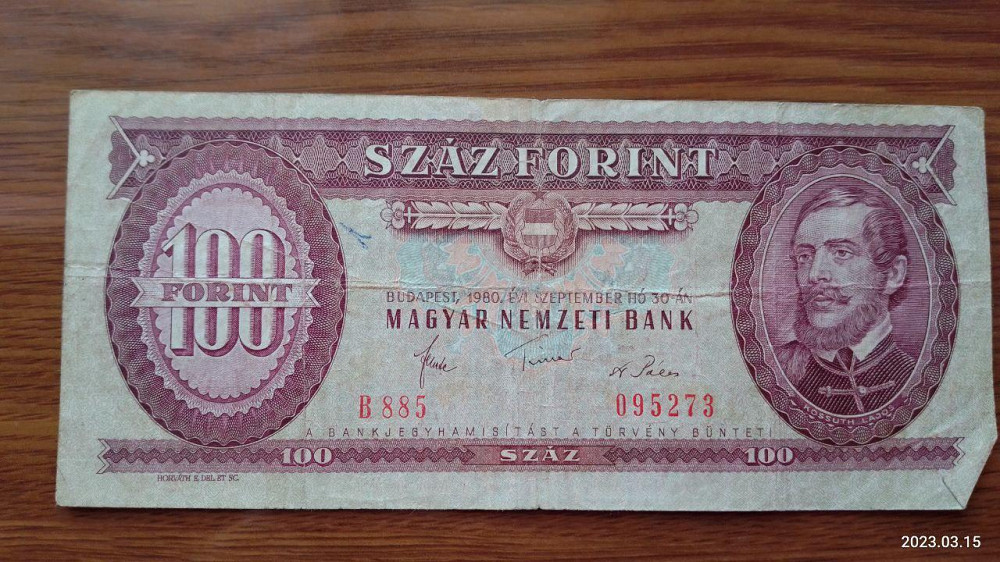 SZÁZ FORINT
100
FORINT
100
BUDAPEST, 1980. ÉVI SZEPTEMBER HÓ 30-ÁN
MAGYAR NEMZETI BANK
B 885
095273
KOSSUTH LAJOS
A BANKJEGYHAMISÍTÁST A TÖRVÉNY BÜNTETI
100
SZÁZ
100
HORVÁTH E. DEL. ET SC.
2023.03.15